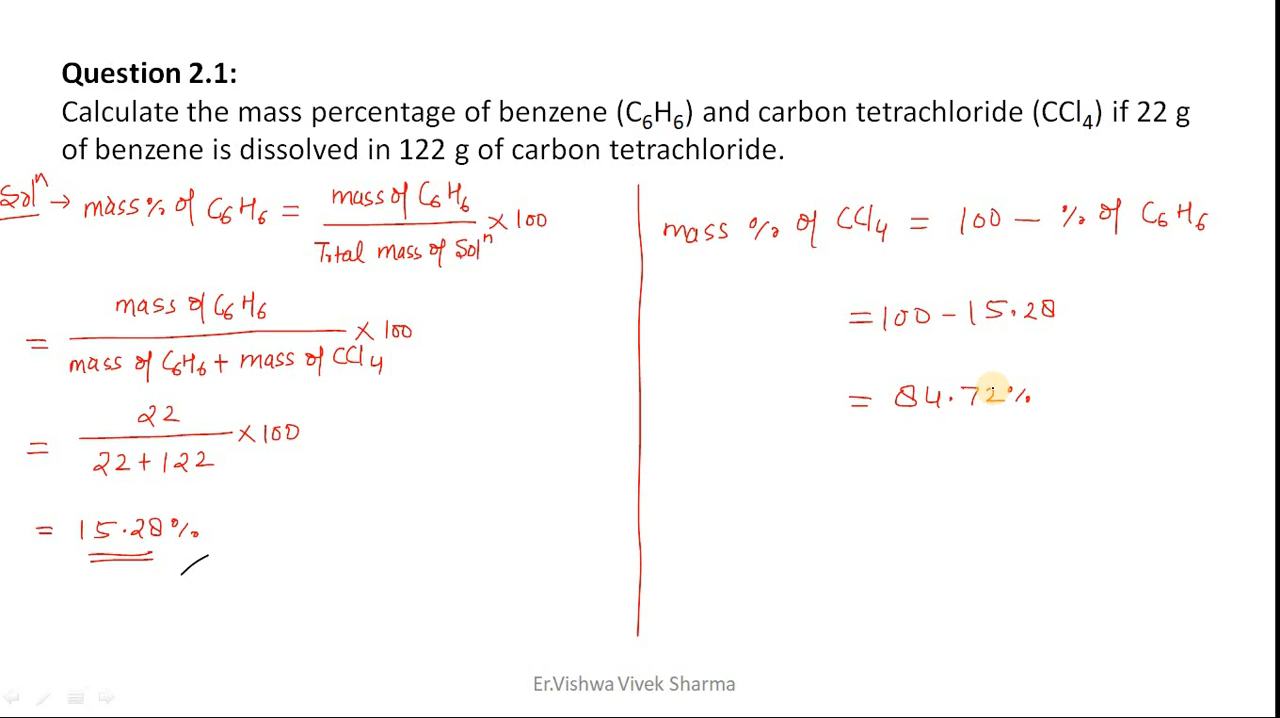 Question 2.1:
Calculate the mass percentage of benzene (C₆H₆) and carbon tetrachloride (CCl₄) if 22 g
of benzene is dissolved in 122 g of carbon tetrachloride.
Solⁿ → mass % of C₆H₆ = mass of C₆H₆ / Total mass of Solⁿ × 100
= mass of C₆H₆ / mass of C₆H₆ + mass of CCl₄ × 100
= 22 / 22 + 122 × 100
= 15.28%
mass % of CCl₄ = 100 – % of C₆H₆
= 100 – 15.28
= 84.72%
Er.Vishwa Vivek Sharma